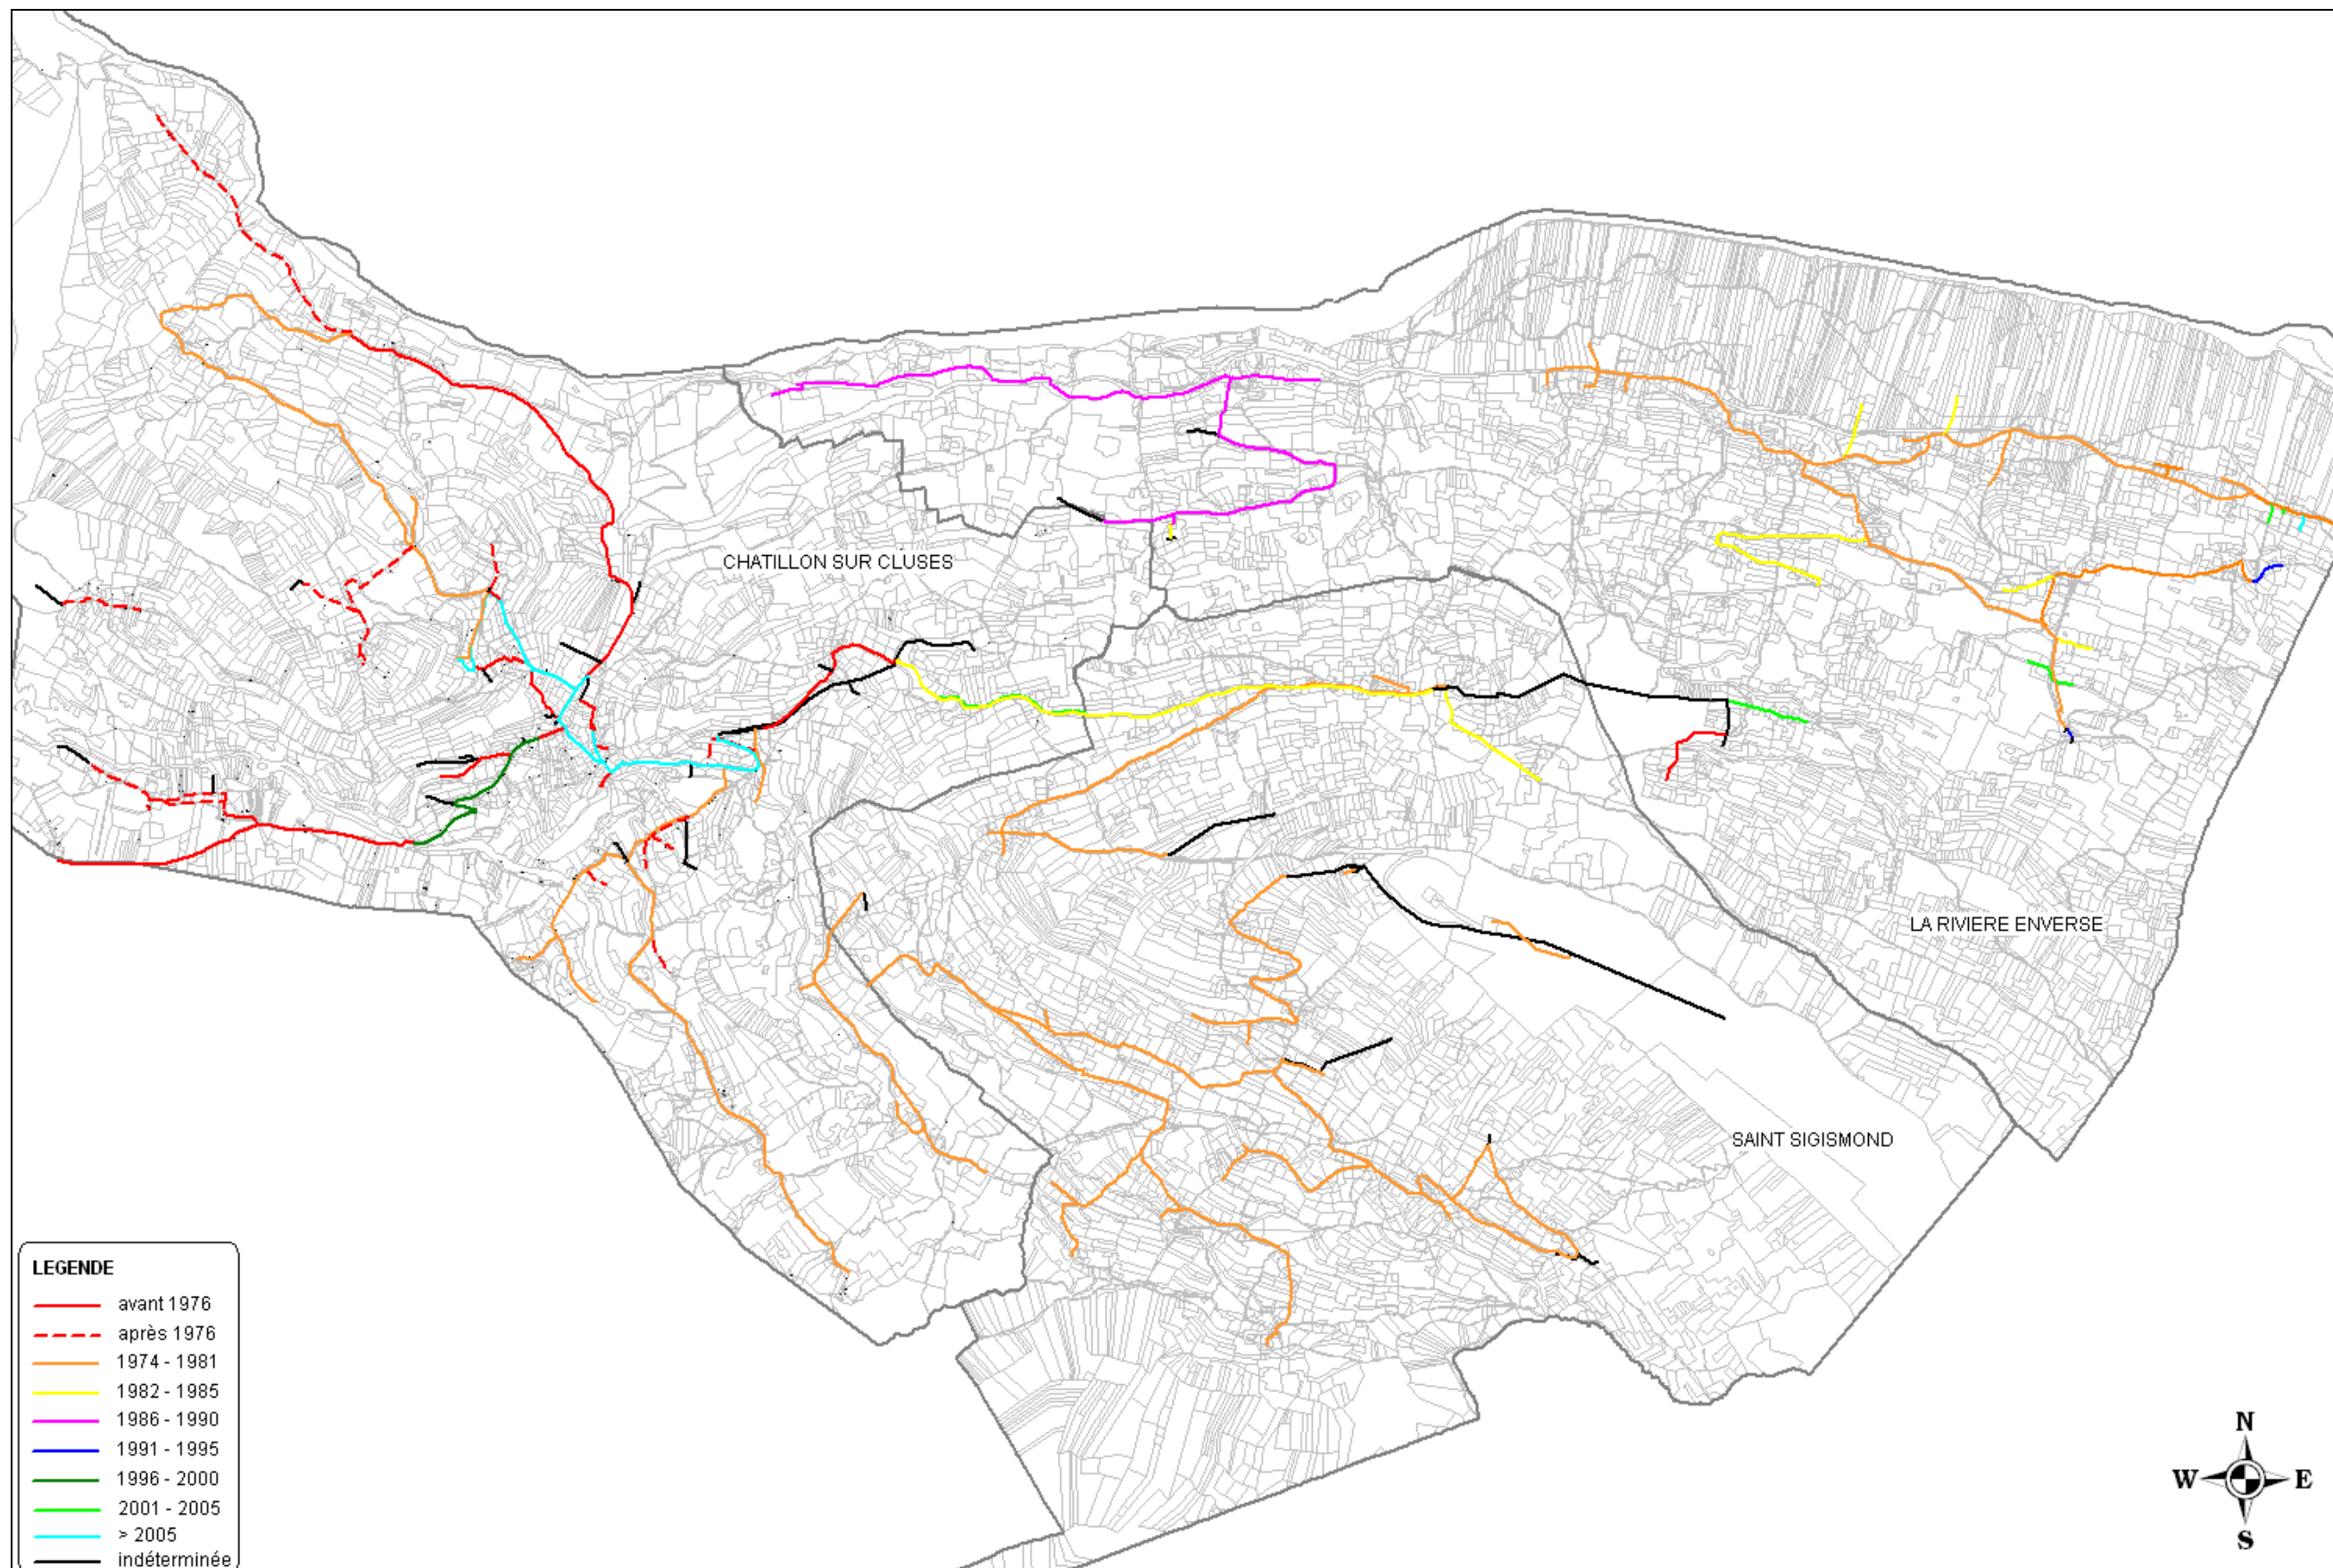 CHATILLON SUR CLUSES
LA RIVIERE ENVERSE
SAINT SIGISMOND
LEGENDE
avant 1976
après 1976
1974 - 1981
1982 - 1985
1986 - 1990
1991 - 1995
1996 - 2000
2001 - 2005
> 2005
indéterminée
N
W E
S